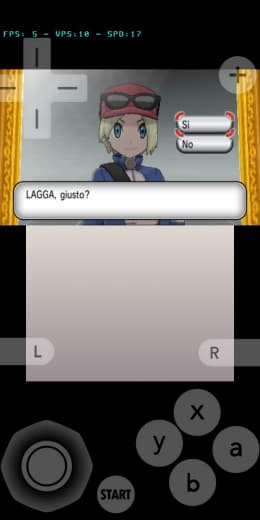 FPS: 5 - VPS:10 - SPD:17
Sì
No
LAGGA, giusto?
L
R
x
y
a
b
START